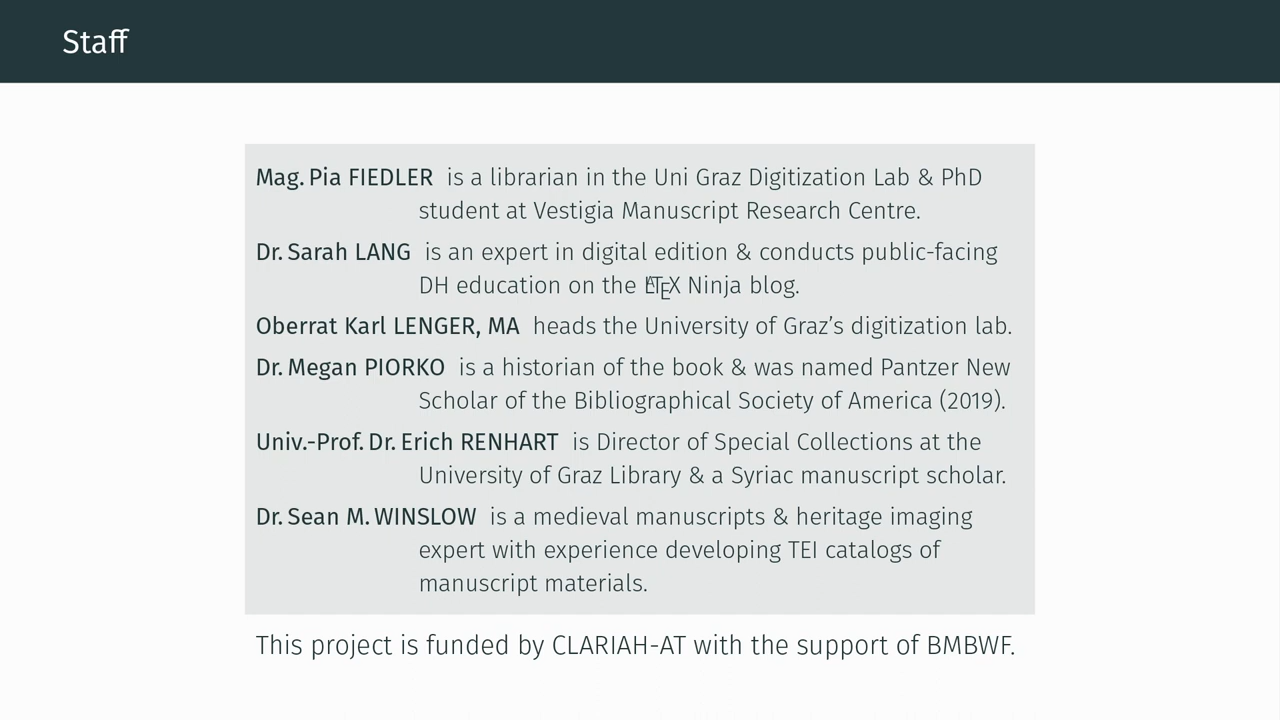 Staff
Mag. Pia FIEDLER is a librarian in the Uni Graz Digitization Lab & PhD
student at Vestigia Manuscript Research Centre.
Dr. Sarah LANG is an expert in digital edition & conducts public-facing
DH education on the LATEX Ninja blog.
Oberrat Karl LENGER, MA heads the University of Graz’s digitization lab.
Dr. Megan PIORKO is a historian of the book & was named Pantzer New
Scholar of the Bibliographical Society of America (2019).
Univ.-Prof. Dr. Erich RENHART is Director of Special Collections at the
University of Graz Library & a Syriac manuscript scholar.
Dr. Sean M. WINSLOW is a medieval manuscripts & heritage imaging
expert with experience developing TEI catalogs of
manuscript materials.
This project is funded by CLARIAH-AT with the support of BMBWF.